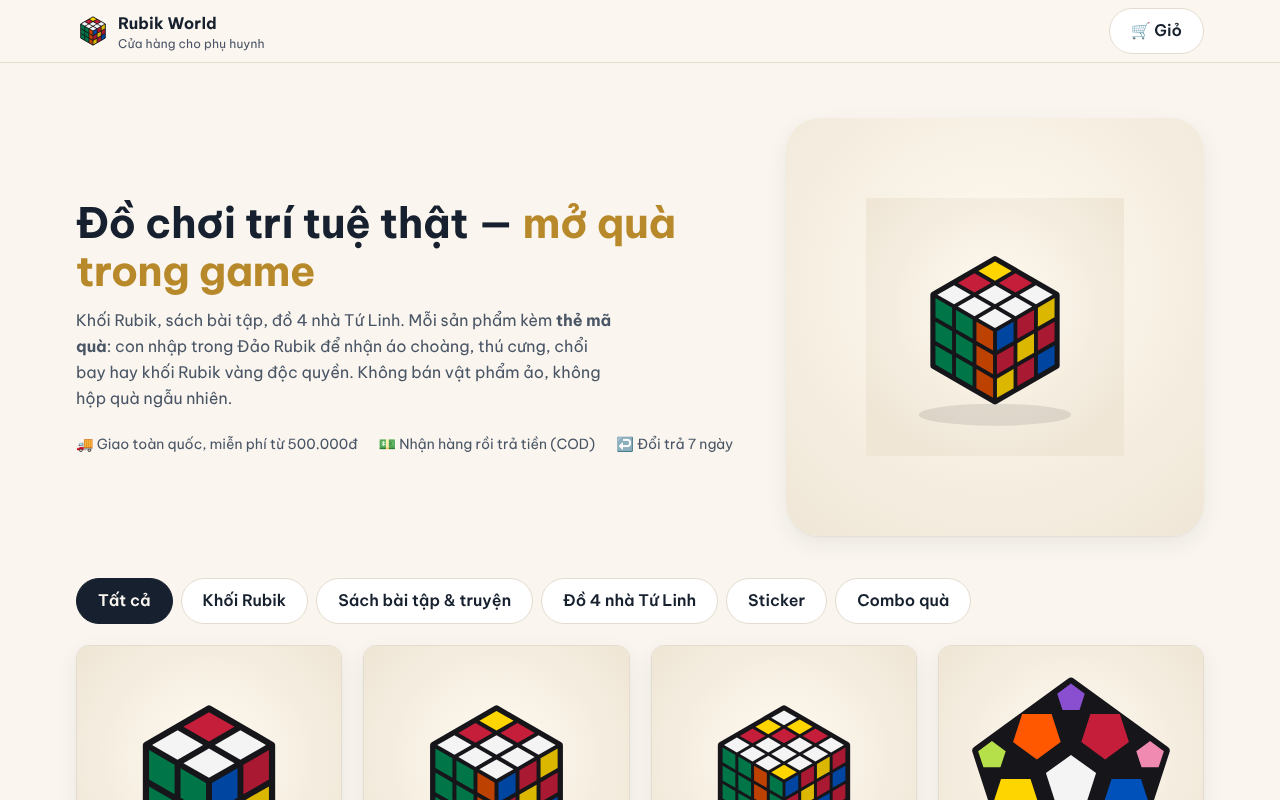 Rubik World
Cửa hàng cho phụ huynh
🛒 Giỏ
Đồ chơi trí tuệ thật — mở quà
trong game
Khối Rubik, sách bài tập, đồ 4 nhà Tứ Linh. Mỗi sản phẩm kèm thẻ mã
quà: con nhập trong Đảo Rubik để nhận áo choàng, thú cưng, chổi
bay hay khối Rubik vàng độc quyền. Không bán vật phẩm ảo, không
hộp quà ngẫu nhiên.
🚚 Giao toàn quốc, miễn phí từ 500.000đ 💵 Nhận hàng rồi trả tiền (COD) ↩️ Đổi trả 7 ngày
Tất cả Khối Rubik Sách bài tập & truyện Đồ 4 nhà Tứ Linh Sticker Combo quà